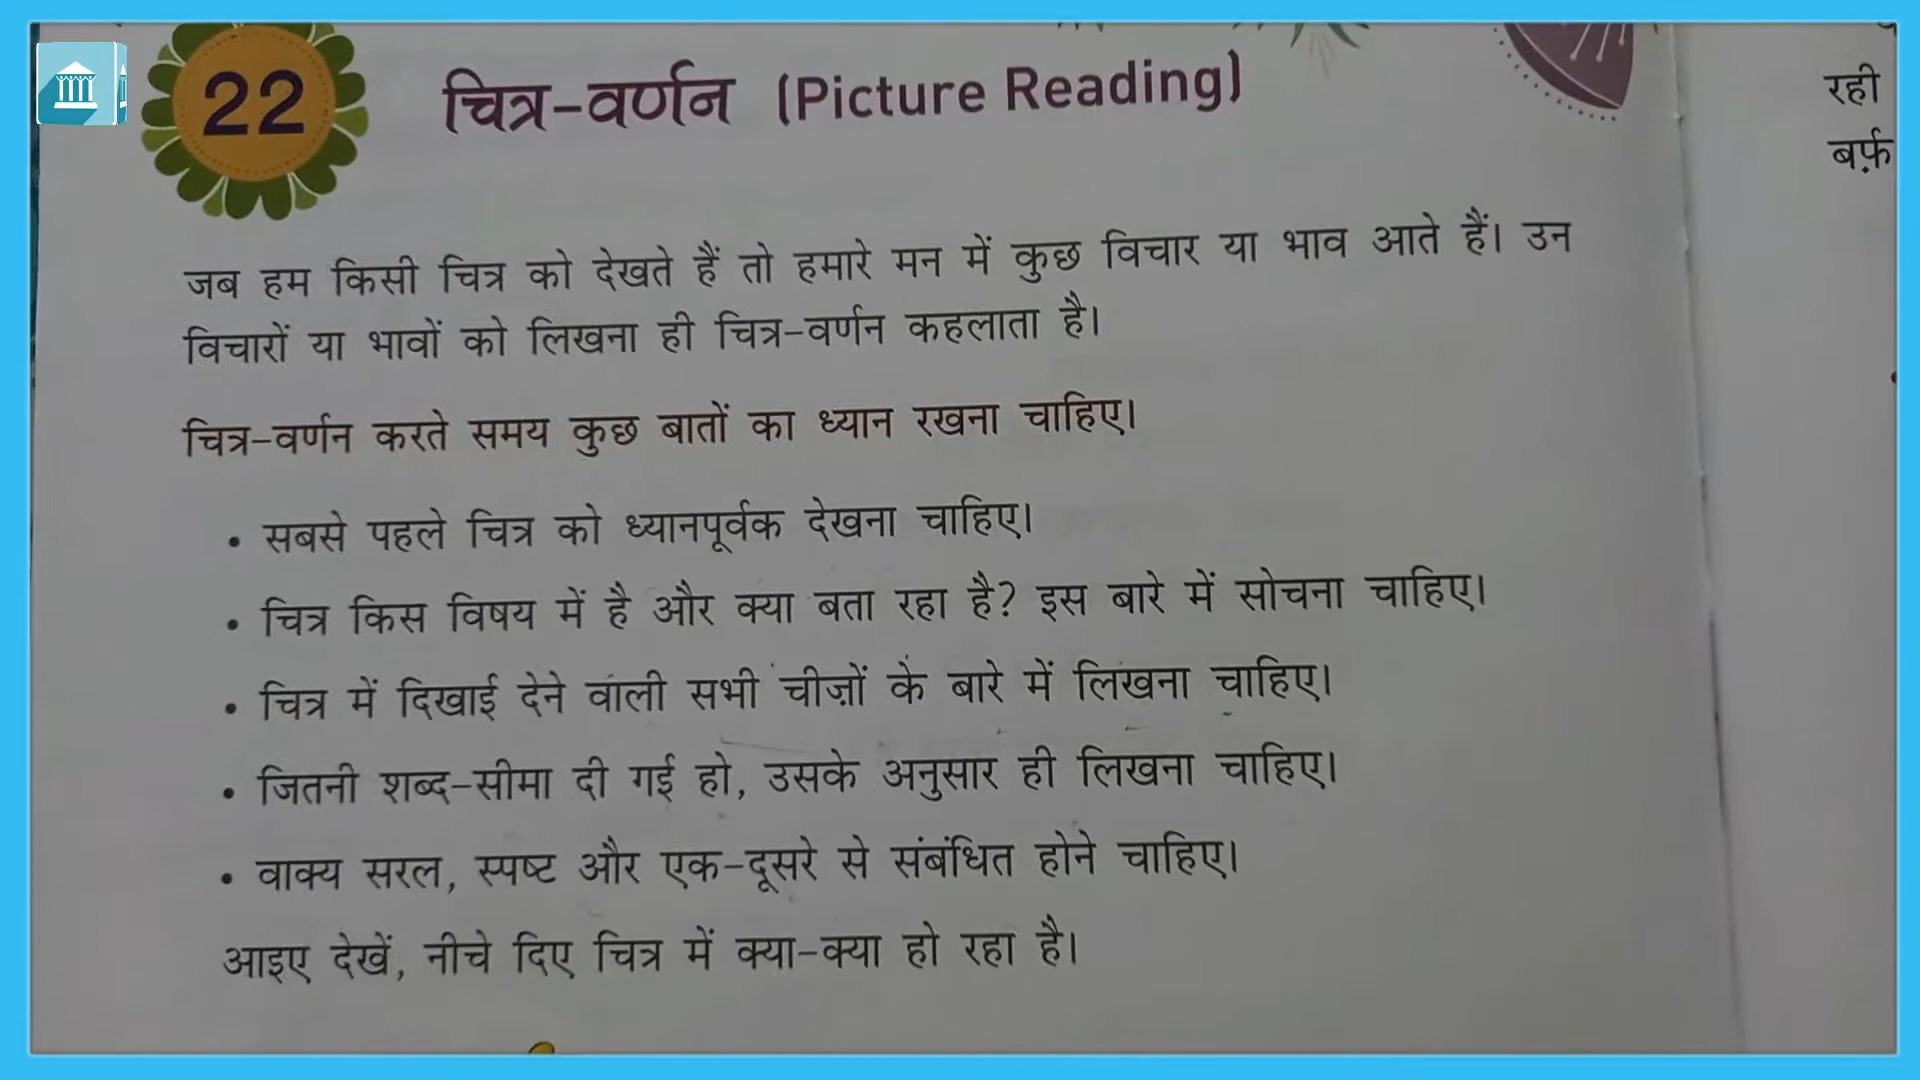 22
चित्र-वर्णन (Picture Reading)
जब हम किसी चित्र को देखते हैं तो हमारे मन में कुछ विचार या भाव आते हैं। उन
विचारों या भावों को लिखना ही चित्र-वर्णन कहलाता है।
चित्र-वर्णन करते समय कुछ बातों का ध्यान रखना चाहिए।
• सबसे पहले चित्र को ध्यानपूर्वक देखना चाहिए।
• चित्र किस विषय में है और क्या बता रहा है? इस बारे में सोचना चाहिए।
• चित्र में दिखाई देने वाली सभी चीज़ों के बारे में लिखना चाहिए।
• जितनी शब्द-सीमा दी गई हो, उसके अनुसार ही लिखना चाहिए।
• वाक्य सरल, स्पष्ट और एक-दूसरे से संबंधित होने चाहिए।
आइए देखें, नीचे दिए चित्र में क्या-क्या हो रहा है।
रही
बर्फ़